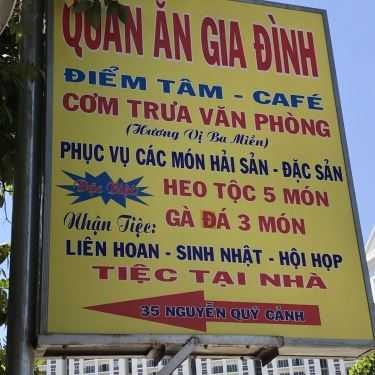 QUÁN ĂN GIA ĐÌNH
ĐIỂM TÂM - CAFÉ
CƠM TRƯA VĂN PHÒNG
(Hương Vị Ba Miền)
PHỤC VỤ CÁC MÓN HẢI SẢN - ĐẶC SẢN
Đặc Biệt HEO TỘC 5 MÓN
Nhận Tiệc: GÀ ĐÁ 3 MÓN
LIÊN HOAN - SINH NHẬT - HỘI HỌP
TIỆC TẠI NHÀ
35 NGUYỄN QUÝ CẢNH